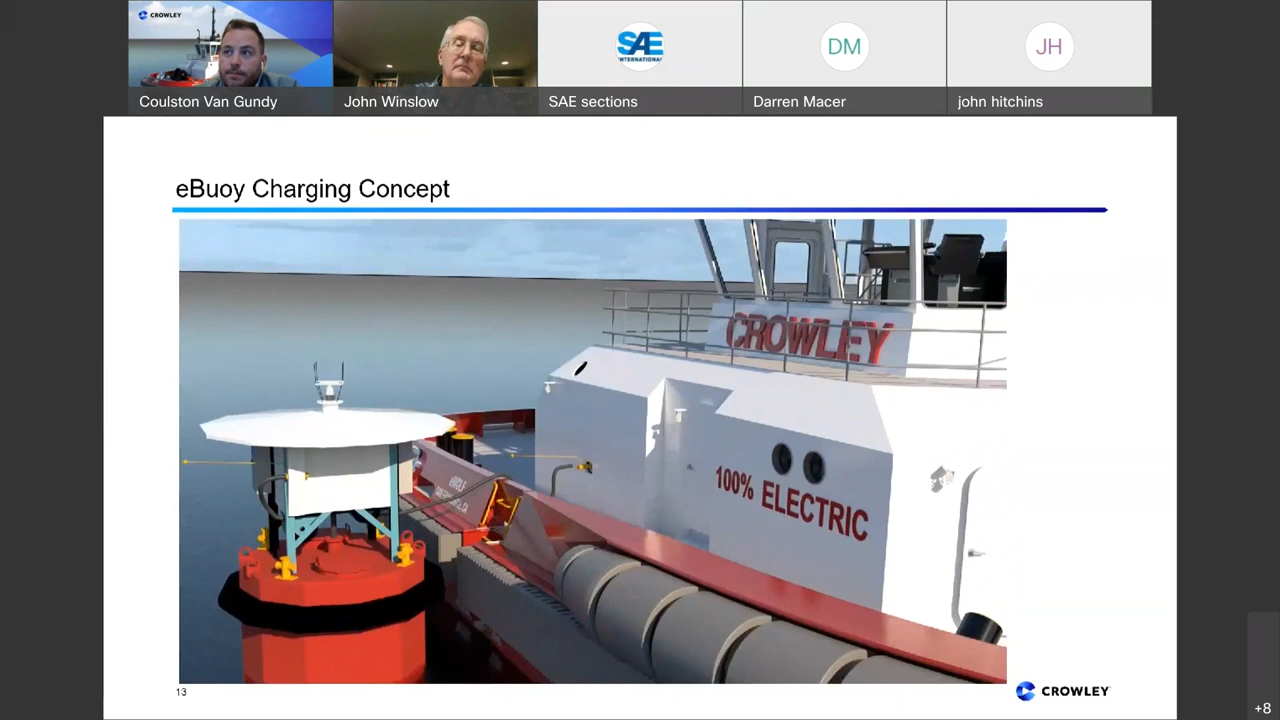 CROWLEY
Coulston Van Gundy
John Winslow
SAE
INTERNATIONAL
SAE sections
DM
Darren Macer
JH
john hitchins
eBuoy Charging Concept
CROWLEY
100% ELECTRIC
13
CROWLEY
+8